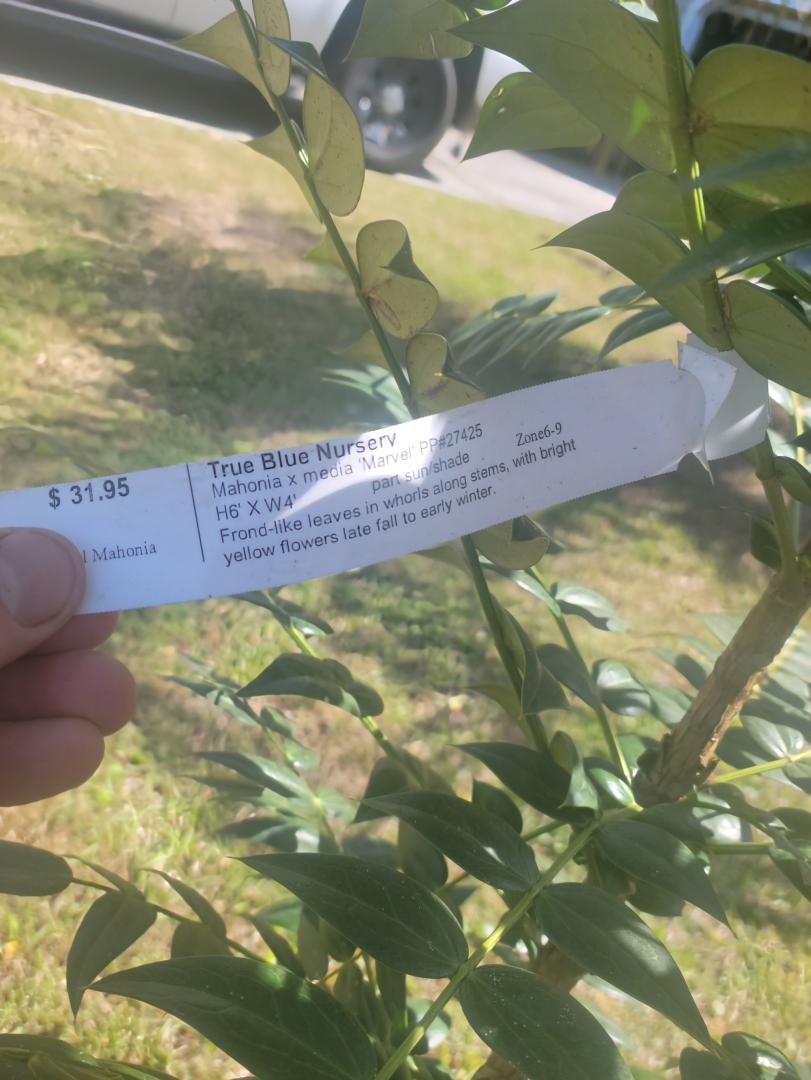 $ 31.95
Mahonia
True Blue Nursery
Mahonia x media 'Marvel' PP#27425
H6' X W4' part sun/shade Zone6-9
Frond-like leaves in whorls along stems, with bright
yellow flowers late fall to early winter.